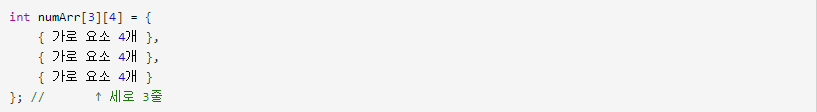 int numArr[3][4] = {
    { 가로 요소 4개 },
    { 가로 요소 4개 },
    { 가로 요소 4개 }
}; //       ↑ 세로 3줄